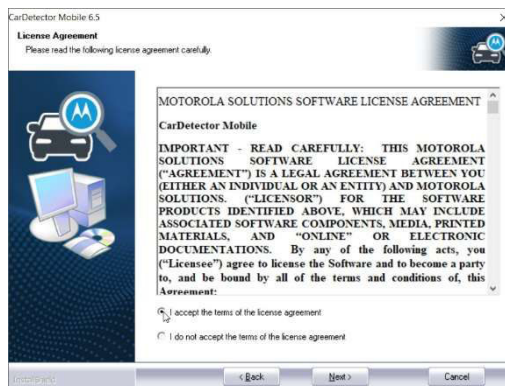 CarDetector Mobile 6.5
License Agreement
Please read the following license agreement carefully.
MOTOROLA SOLUTIONS SOFTWARE LICENSE AGREEMENT
CarDetector Mobile
IMPORTANT - READ CAREFULLY: THIS MOTOROLA
SOLUTIONS SOFTWARE LICENSE AGREEMENT
("AGREEMENT") IS A LEGAL AGREEMENT BETWEEN YOU
(EITHER AN INDIVIDUAL OR AN ENTITY) AND MOTOROLA
SOLUTIONS. ("LICENSOR") FOR THE SOFTWARE
PRODUCTS IDENTIFIED ABOVE, WHICH MAY INCLUDE
ASSOCIATED SOFTWARE COMPONENTS, MEDIA, PRINTED
MATERIALS, AND "ONLINE" OR ELECTRONIC
DOCUMENTATIONS. By any of the following acts, you
("Licensee") agree to license the Software and to become a party
to, and be bound by all of the terms and conditions of, this
Agreement:
I accept the terms of the license agreement
I do not accept the terms of the license agreement
InstallShield
< Back
Next >
Cancel